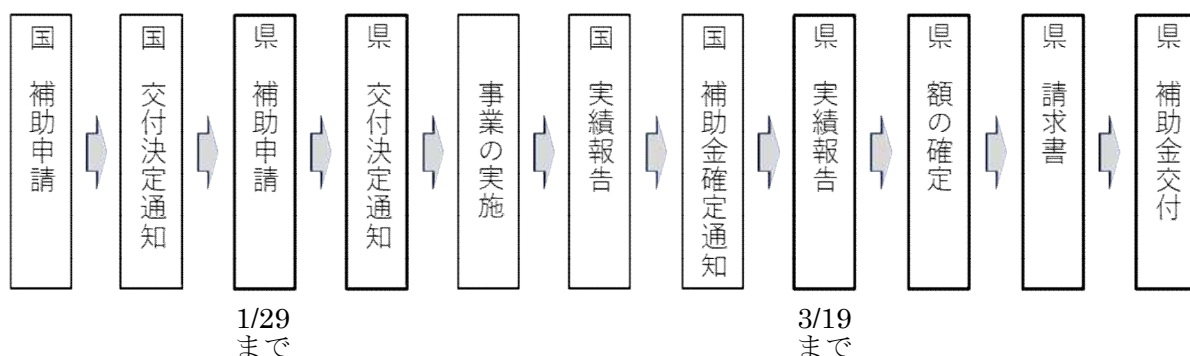 国 補助申請
国 交付決定通知
県 補助申請
県 交付決定通知
事業の実施
国 実績報告
国 補助金確定通知
県 実績報告
県 額の確定
県 請求書
県 補助金交付
1/29
まで
3/19
まで